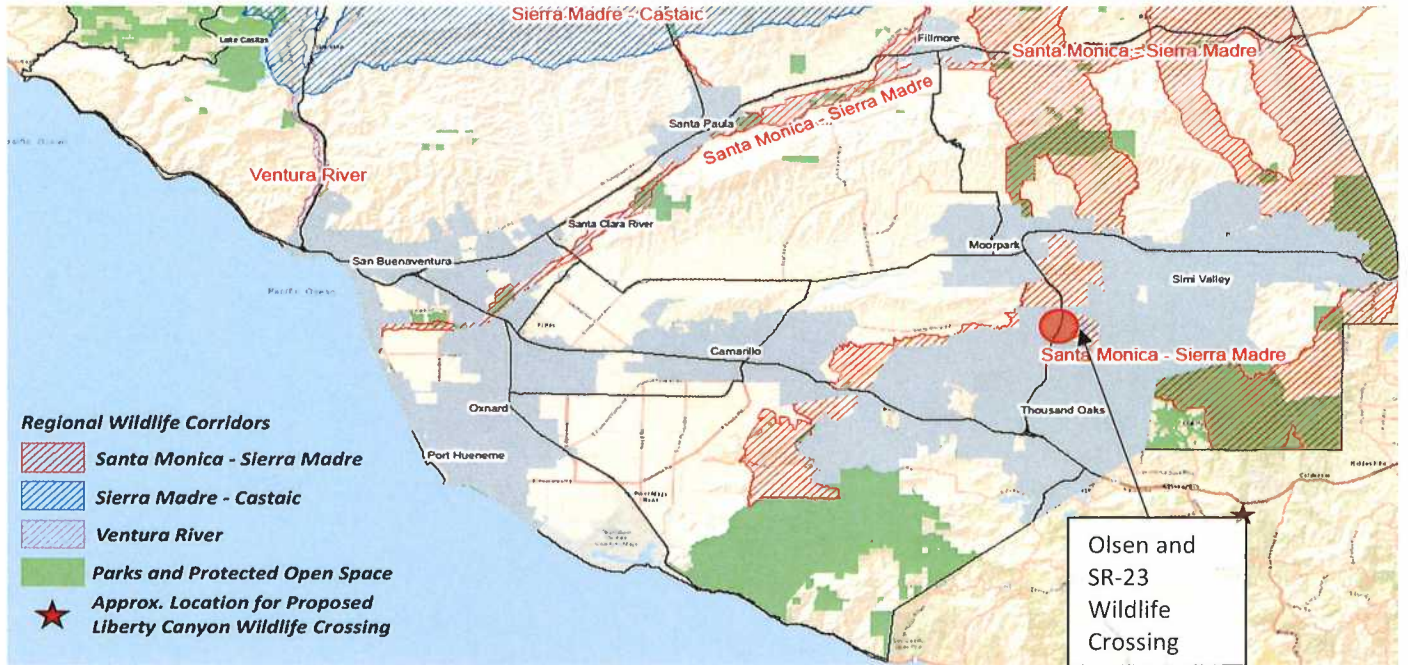 Sierra Madre - Castaic
Lake Casitas
Fillmore
Santa Monica - Sierra Madre
Santa Paula
Santa Monica - Sierra Madre
Ventura River
Santa Clara River
Moorpark
San Buenaventura
Simi Valley
Pacific Ocean
Camarillo
Santa Monica - Sierra Madre
Oxnard
Thousand Oaks
Port Hueneme
Regional Wildlife Corridors
Santa Monica - Sierra Madre
Sierra Madre - Castaic
Ventura River
Parks and Protected Open Space
Approx. Location for Proposed
Liberty Canyon Wildlife Crossing
Olsen and
SR-23
Wildlife
Crossing